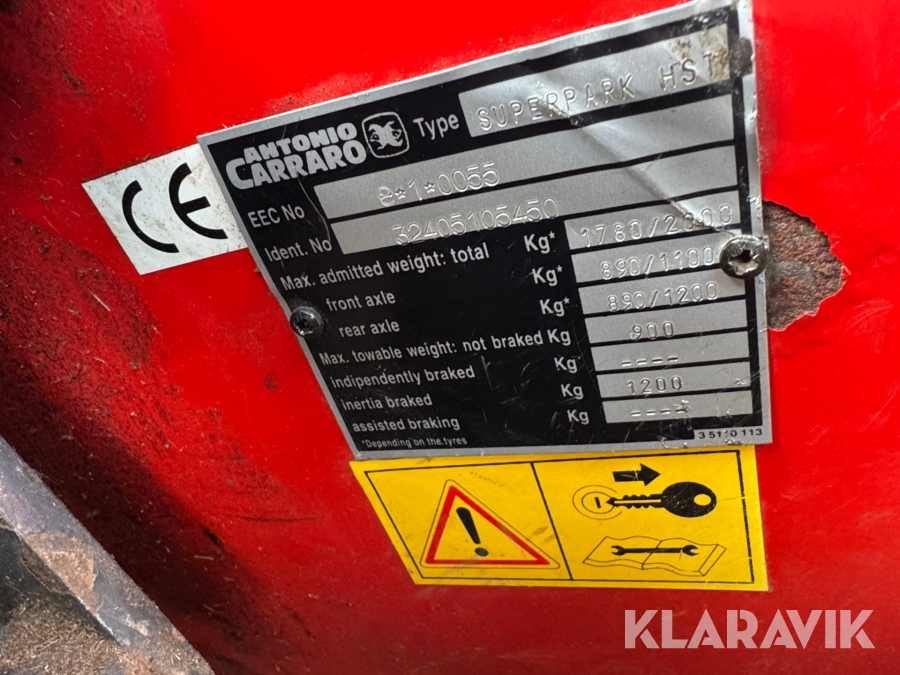 ANTONIO
CARRARO
Type SUPERPARK HST
EEC No 8*1*0055
Ident. No 32405105450
Max. admitted weight: total Kg* 1780/2000
front axle Kg* 890/1100
rear axle Kg* 890/1200
Max. towable weight: not braked Kg 900
indipendently braked Kg ----
inertia braked Kg 1200
assisted braking Kg ----
*Depending on the tyres
3 5110 113
CE
KLARAVIK